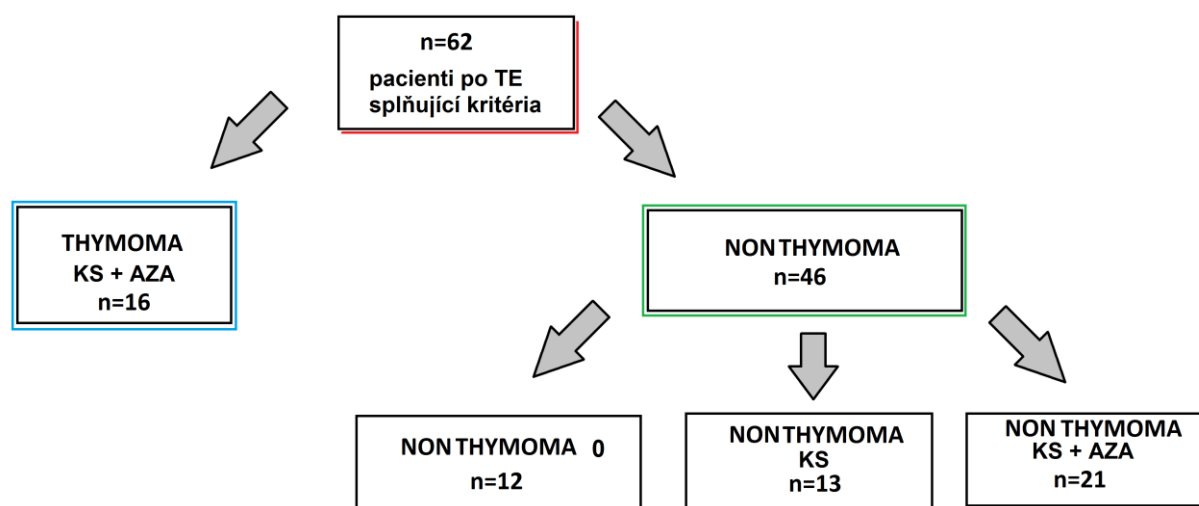 n=62
pacienti po TE
splňující kritéria
THYMOMA
KS + AZA
n=16
NON THYMOMA
n=46
NON THYMOMA 0
n=12
NON THYMOMA
KS
n=13
NON THYMOMA
KS + AZA
n=21